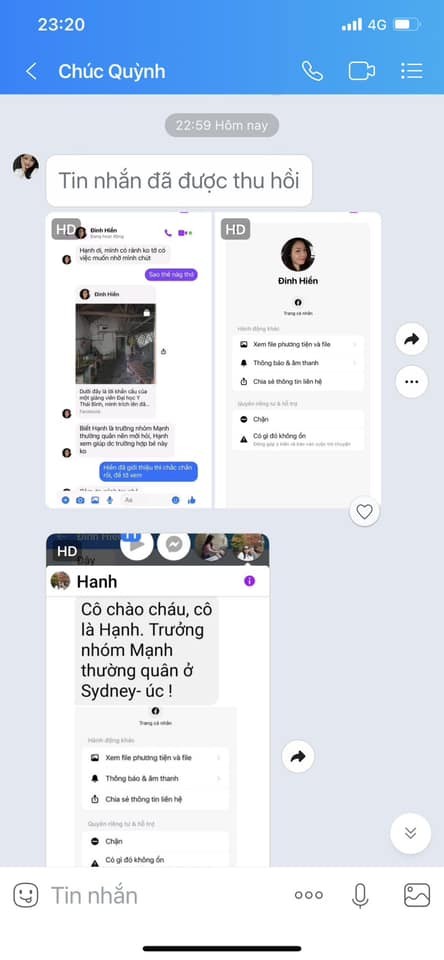 23:20
4G
Chúc Quỳnh
22:59 Hôm nay
Tin nhắn đã được thu hồi
HD
Đinh Hiền
Đang hoạt động
Hạnh di, mình có rảnh ko tớ có
việc muốn nhờ mình chút
Sao thế nàg thó
Đinh Hiền
Dưới đây là lời khẩn cầu của
một giảng viên Đại học Y
Thái Bình, mình trích lên đâ...
Facebook
Biết Hạnh là trưởng nhóm Mạnh
thường quân nên mới hỏi, Hạnh
xem giúp dc trường hợp bé này
ko
Hiền đã giới thiệu thì chắc chắn
rồi, để tớ xem
Aa
HD
Đinh Hiền
Trang cá nhân
Hành động khác
Xem file phương tiện và file
Thông báo & âm thanh
Chia sẻ thông tin liên hệ
Quyền riêng tư & hỗ trợ
Chặn
Có gì đó không ổn
Đóng góp ý kiến và báo cáo cuộc trò chuyện
HD
Đinh Hiền
Đây
Hanh
Cô chào cháu, cô
là Hạnh. Trưởng
nhóm Mạnh
thường quân ở
Sydney- úc !
Trang cá nhân
Hành động khác
Xem file phương tiện và file
Thông báo & âm thanh
Chia sẻ thông tin liên hệ
Quyền riêng tư & hỗ trợ
Chặn
Có gì đó không ổn
Tin nhắn